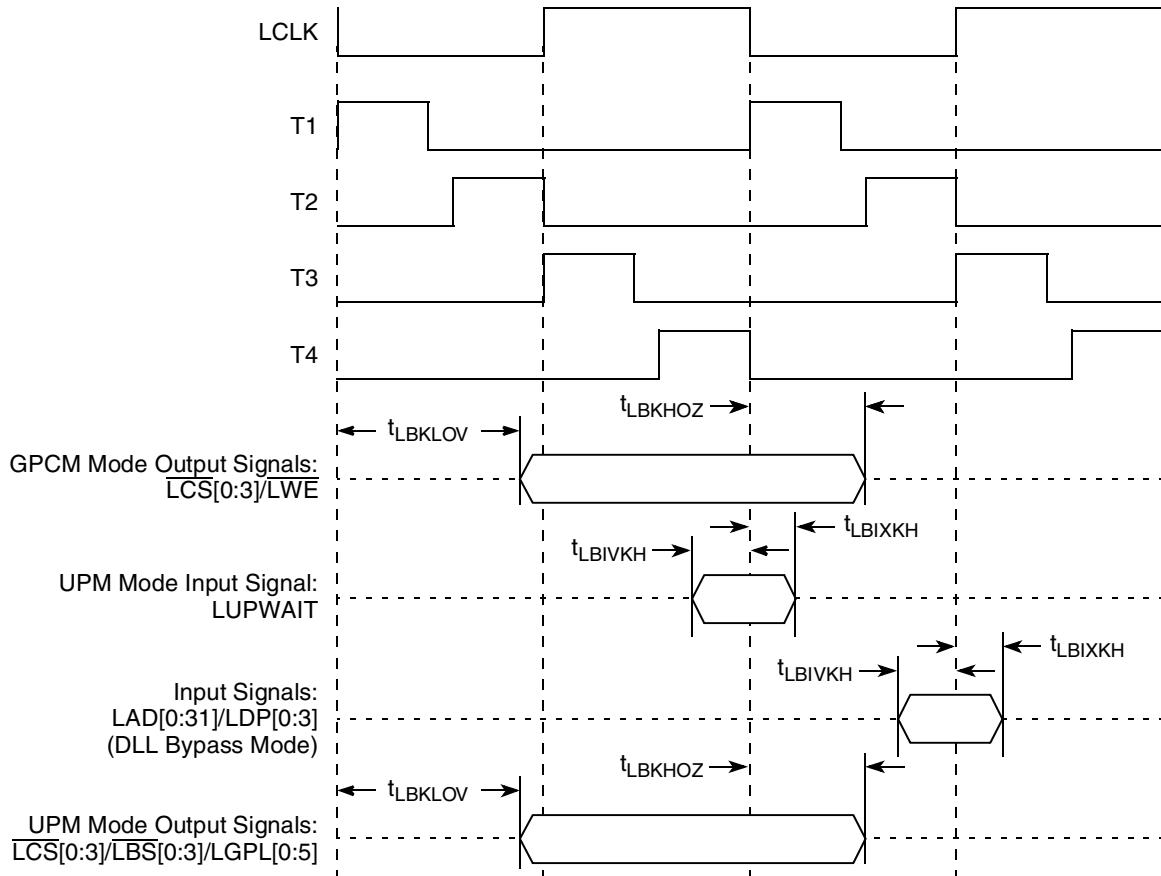 LCLK
T1
T2
T3
T4
tLBKHOZ
tLBKLOV
GPCM Mode Output Signals:
LCS[0:3]/LWE
tLBIXKH
tLBIVKH
UPM Mode Input Signal:
LUPWAIT
tLBIXKH
tLBIVKH
Input Signals:
LAD[0:31]/LDP[0:3]
(DLL Bypass Mode)
tLBKHOZ
tLBKLOV
UPM Mode Output Signals:
LCS[0:3]/LBS[0:3]/LGPL[0:5]